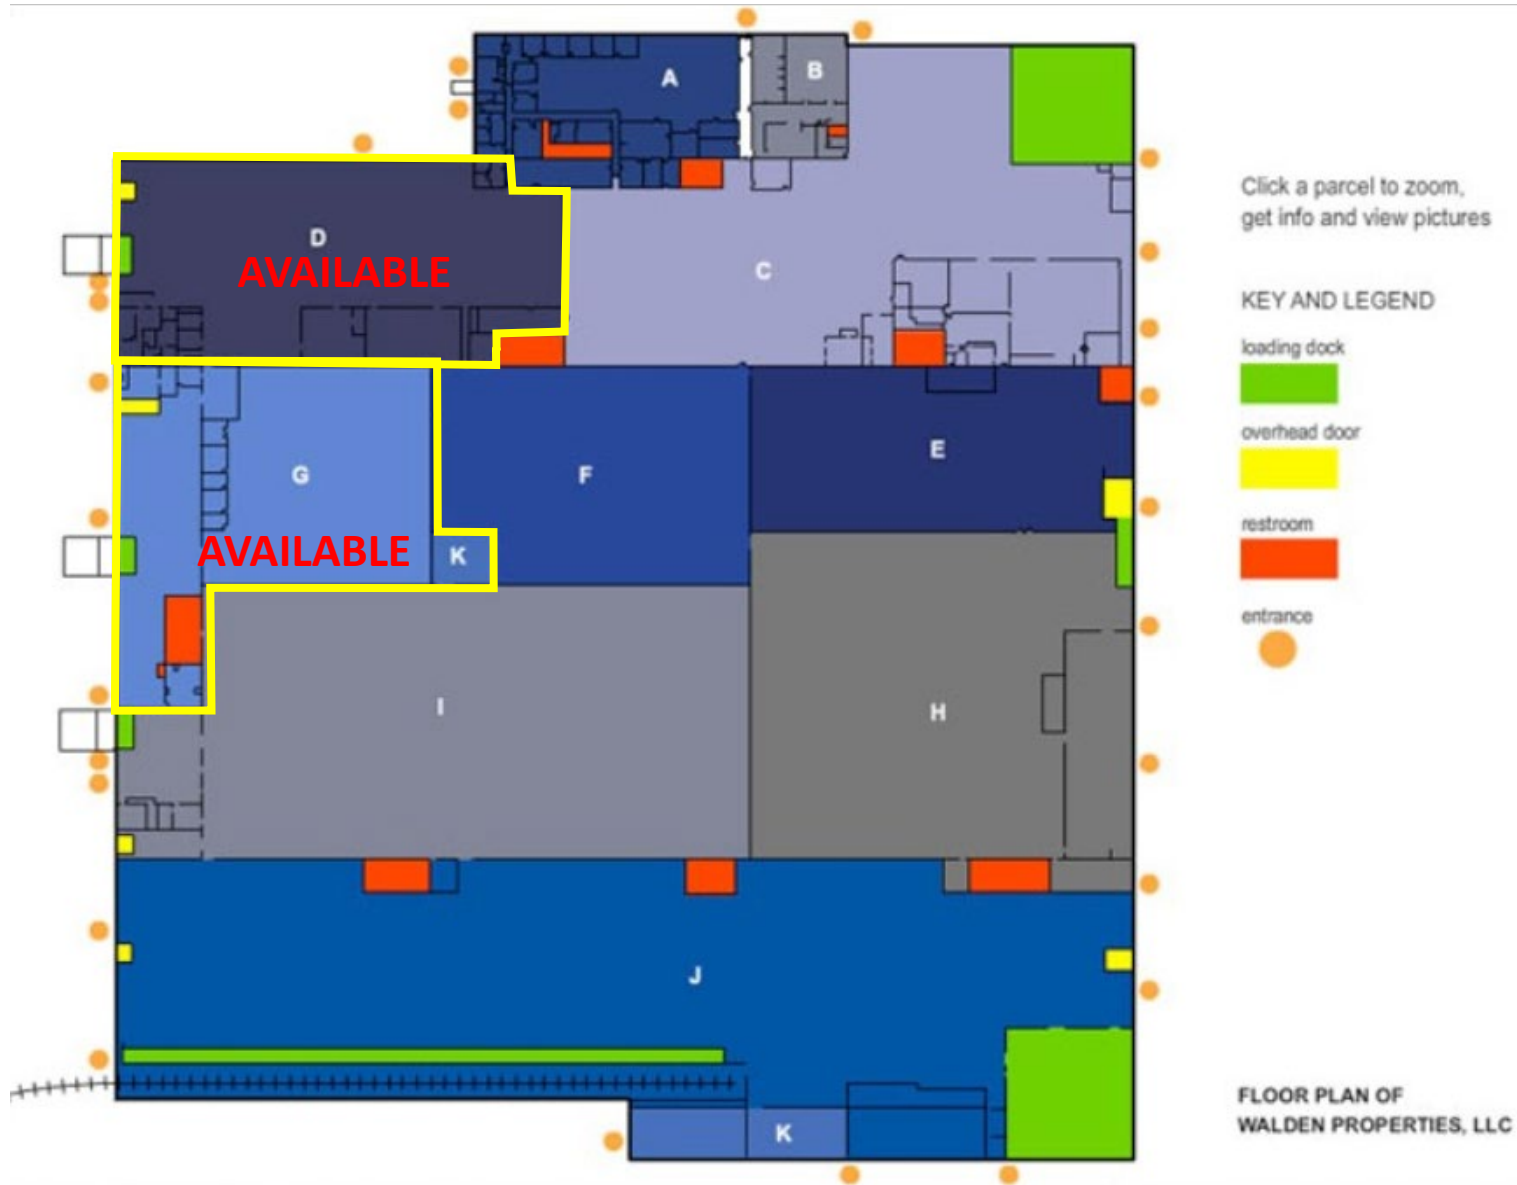 A
B
D
AVAILABLE
C
Click a parcel to zoom,
get info and view pictures
KEY AND LEGEND
loading dock
overhead door
restroom
entrance
G
AVAILABLE
K
F
E
I
H
J
K
FLOOR PLAN OF
WALDEN PROPERTIES, LLC